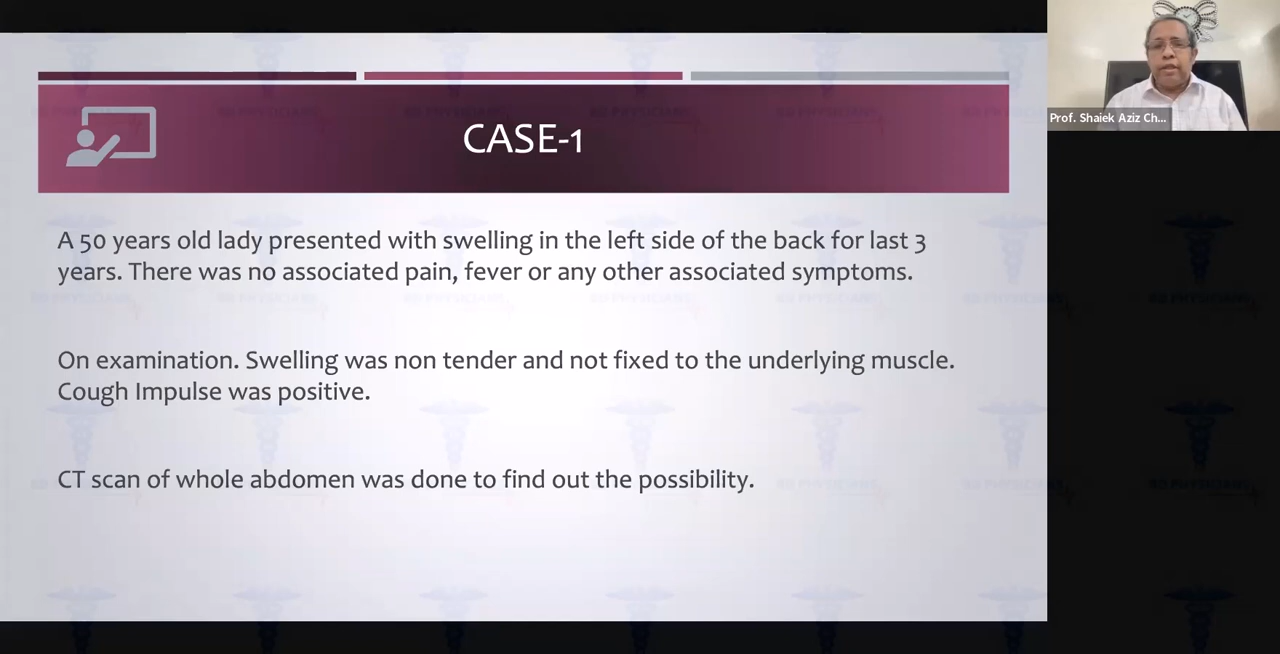 CASE-1
A 50 years old lady presented with swelling in the left side of the back for last 3
years. There was no associated pain, fever or any other associated symptoms.
On examination. Swelling was non tender and not fixed to the underlying muscle.
Cough Impulse was positive.
CT scan of whole abdomen was done to find out the possibility.
Prof. Shaiek Aziz Ch...